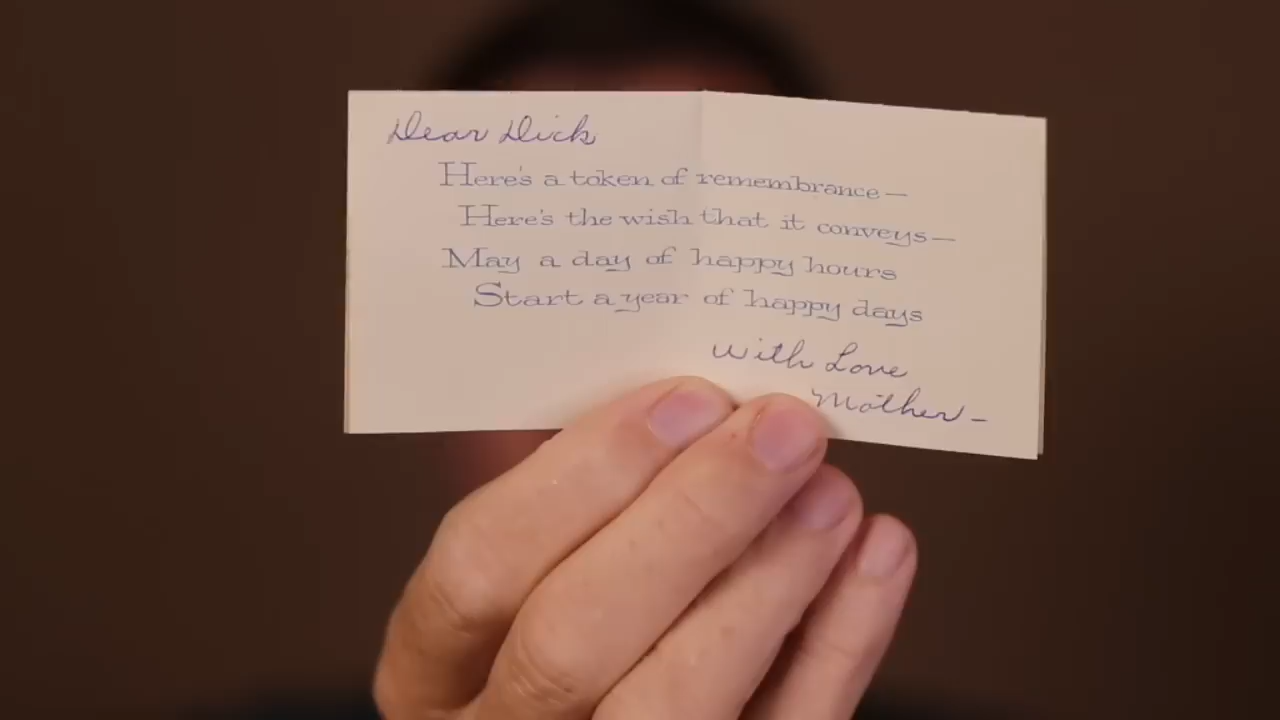 Dear Dick
Here's a token of remembrance—
Here's the wish that it conveys—
May a day of happy hours
Start a year of happy days
With Love
Mother-